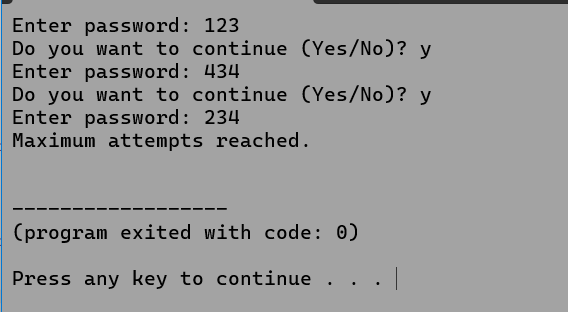 Enter password: 123
Do you want to continue (Yes/No)? y
Enter password: 434
Do you want to continue (Yes/No)? y
Enter password: 234
Maximum attempts reached.
------------------
(program exited with code: 0)
Press any key to continue . . .